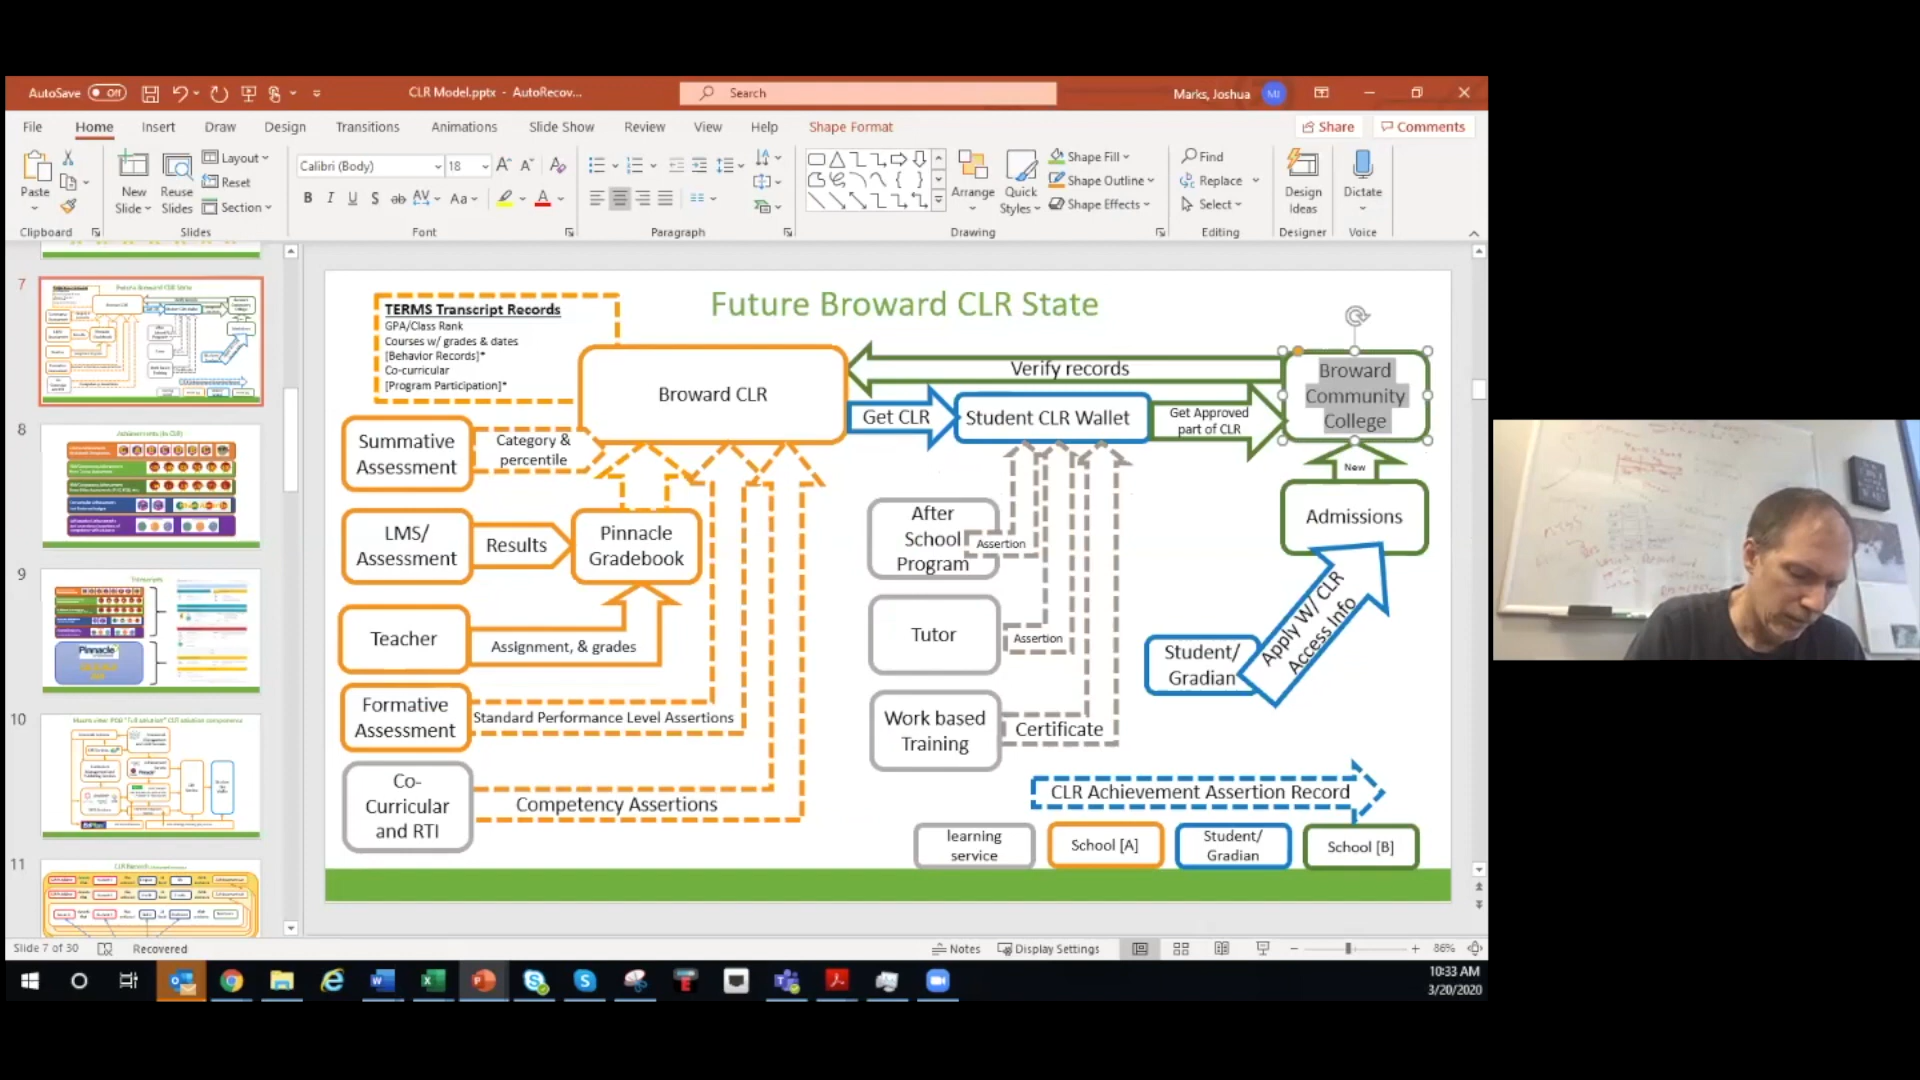 AutoSave Off
CLR Model.pptx - AutoRecov...
Search
Marks, Joshua MJ
File Home Insert Draw Design Transitions Animations Slide Show Review View Help Shape Format
Share Comments
Paste
New
Slide
Reuse
Slides
Layout
Reset
Section
Calibri (Body) 18
Arrange
Quick
Styles
Shape Fill
Shape Outline
Shape Effects
Find
Replace
Select
Design
Ideas
Dictate
Clipboard Slides Font Paragraph Drawing Editing Designer Voice
7
8
9
10
11
Future Broward CLR State
TERMS Transcript Records
GPA/Class Rank
Courses w/ grades & dates
[Behavior Records]*
Co-curricular
[Program Participation]*
Broward CLR
Verify records
Broward
Community
College
Get CLR
Student CLR Wallet
Get Approved
part of CLR
Summative
Assessment
Category &
percentile
New
Admissions
LMS/
Assessment
Results
Pinnacle
Gradebook
After
School
Program
Assertion
Teacher
Assignment, & grades
Tutor
Assertion
Apply W/ CLR
Access Info
Student/
Gradian
Formative
Assessment
Standard Performance Level Assertions
Work based
Training
Certificate
Co-
Curricular
and RTI
Competency Assertions
CLR Achievement Assertion Record
learning
service
School [A]
Student/
Gradian
School [B]
Slide 7 of 30
Recovered
Notes
Display Settings
86%
10:33 AM
3/20/2020